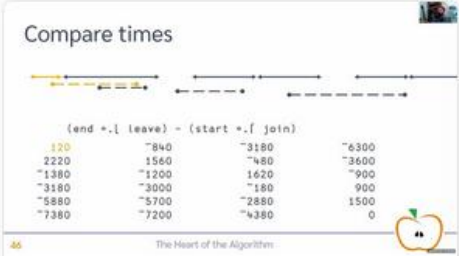 Compare times
(end ∘.⌊ leave) - (start ∘.⌈ join)
120 ¯840 ¯3180 ¯6300
2220 1560 ¯480 ¯3600
¯1380 ¯1200 1620 ¯900
¯3180 ¯3000 ¯180 900
¯5880 ¯5700 ¯2880 1500
¯7380 ¯7200 ¯4380 0
46 The Heart of the Algorithm